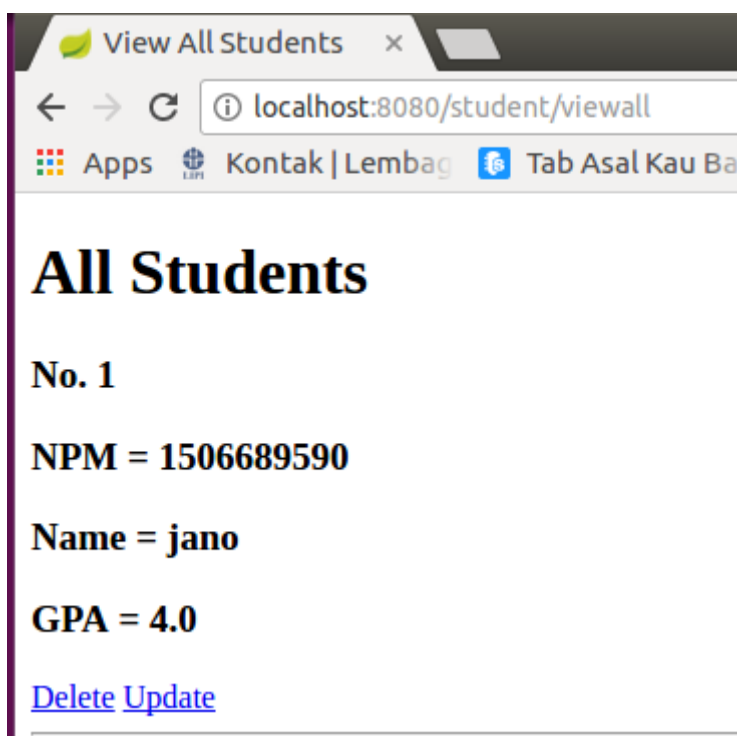 View All Students ×
localhost:8080/student/viewall
Apps LIPI Kontak | Lembag Tab Asal Kau Ba
All Students
No. 1
NPM = 1506689590
Name = jano
GPA = 4.0
Delete Update